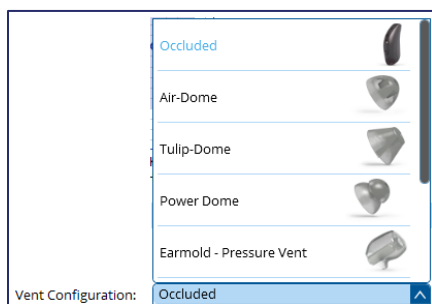 Occluded
Air-Dome
Tulip-Dome
Power Dome
Earmold - Pressure Vent
Vent Configuration: Occluded